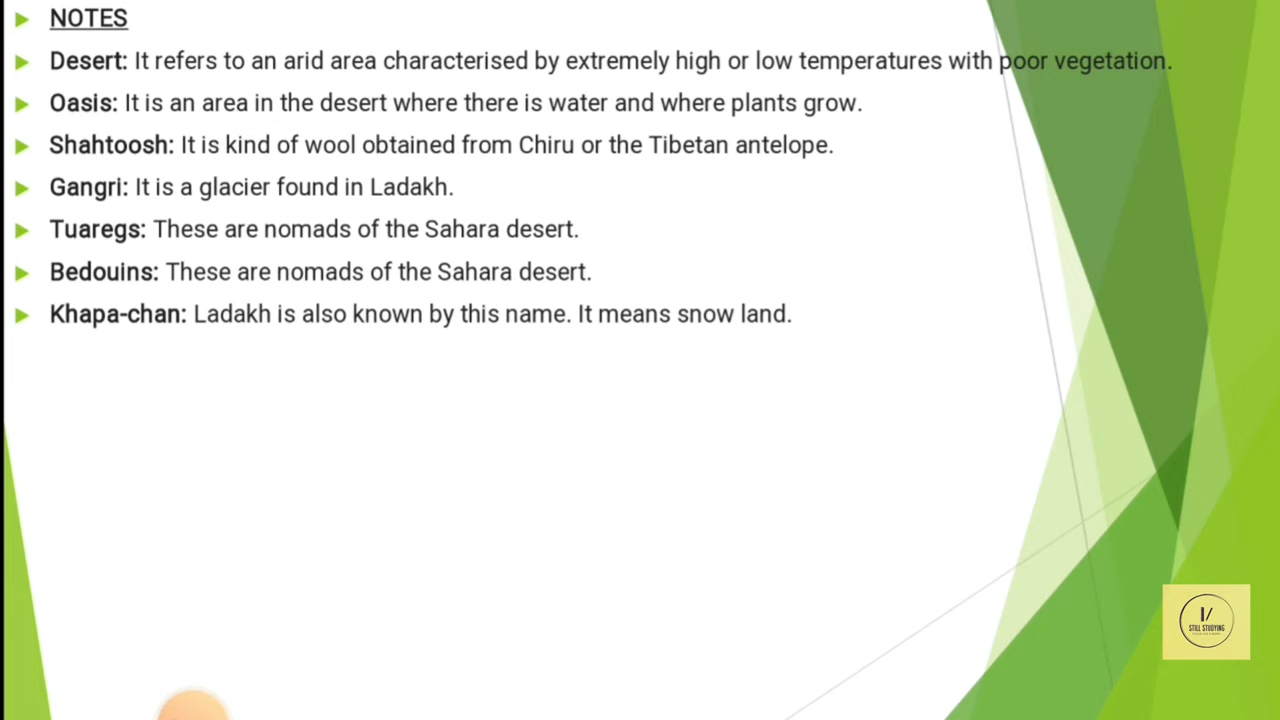 NOTES
Desert: It refers to an arid area characterised by extremely high or low temperatures with poor vegetation.
Oasis: It is an area in the desert where there is water and where plants grow.
Shahtoosh: It is kind of wool obtained from Chiru or the Tibetan antelope.
Gangri: It is a glacier found in Ladakh.
Tuaregs: These are nomads of the Sahara desert.
Bedouins: These are nomads of the Sahara desert.
Khapa-chan: Ladakh is also known by this name. It means snow land.
STILL STUDYING